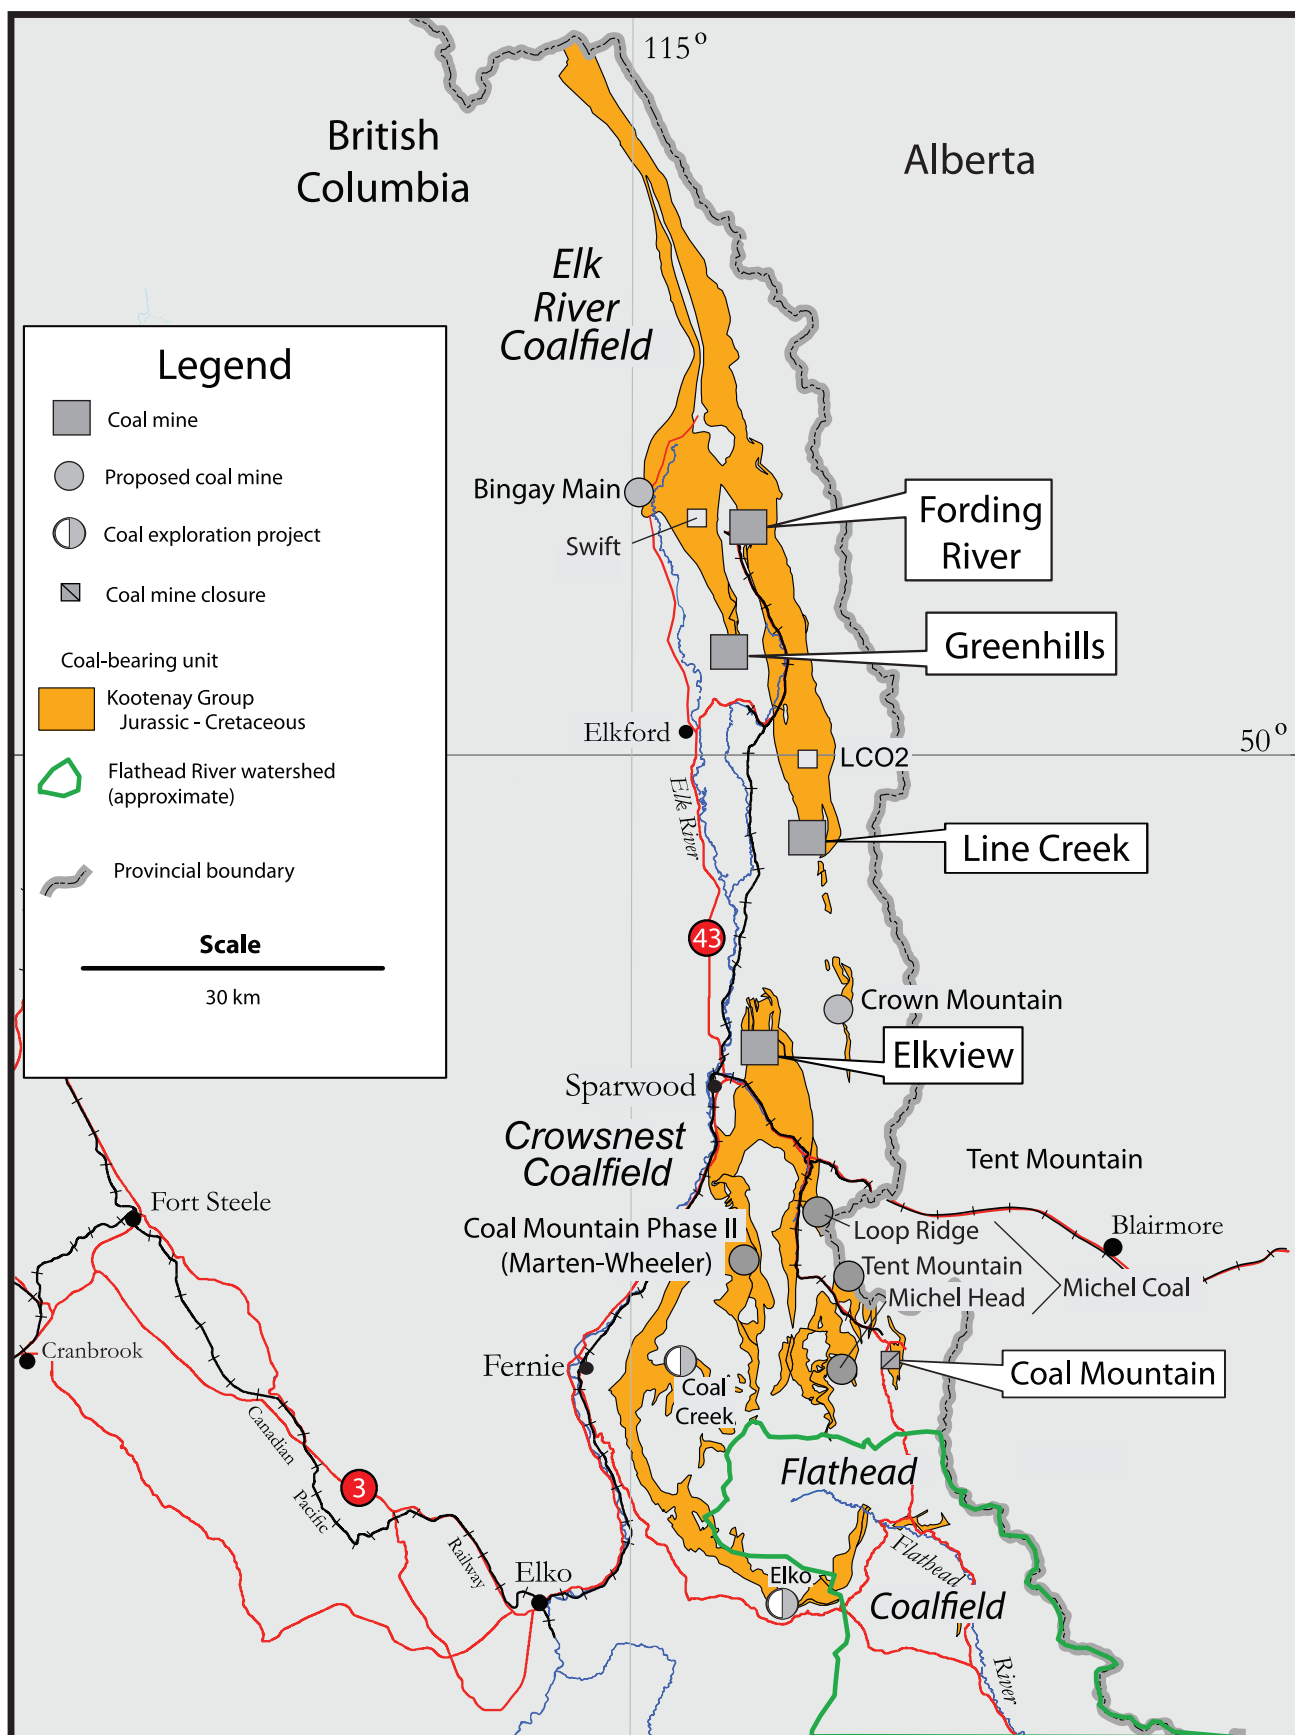 115°
British
Columbia
Alberta
Elk
River
Coalfield
Legend
Coal mine
Proposed coal mine
Coal exploration project
Coal mine closure
Coal-bearing unit
Kootenay Group
Jurassic - Cretaceous
Flathead River watershed
(approximate)
Provincial boundary
Scale
30 km
Bingay Main
Swift
Fording
River
Greenhills
Elkford
50°
LCO2
Elk River
Line Creek
43
Crown Mountain
Elkview
Sparwood
Crowsnest
Coalfield
Tent Mountain
Fort Steele
Coal Mountain Phase II
(Marten-Wheeler)
Loop Ridge
Blairmore
Tent Mountain
Michel Head
Michel Coal
Cranbrook
Fernie
Coal
Creek
Coal Mountain
Canadian
Pacific
Railway
3
Flathead
Flathead
Elko
Elko
Coalfield
River